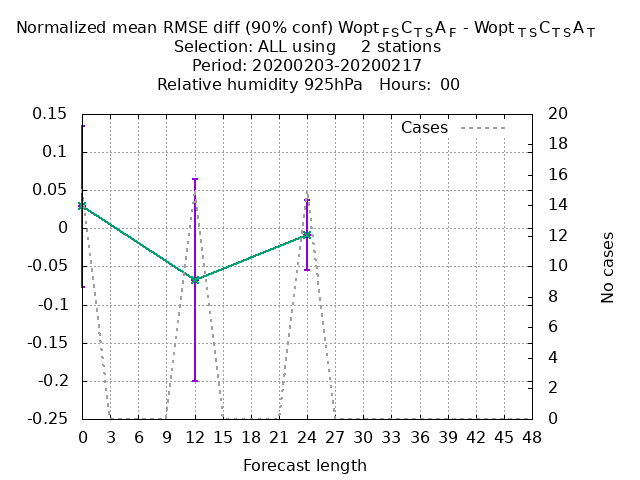 Normalized mean RMSE diff (90% conf) Wopt FS C TS A F - Wopt TS C TS A T
Selection: ALL using 2 stations
Period: 20200203-20200217
Relative humidity 925hPa Hours: 00
Cases
0.15
0.1
0.05
0
-0.05
-0.1
-0.15
-0.2
-0.25
20
18
16
14
12
10
8
6
4
2
0
No cases
0 3 6 9 12 15 18 21 24 27 30 33 36 39 42 45 48
Forecast length